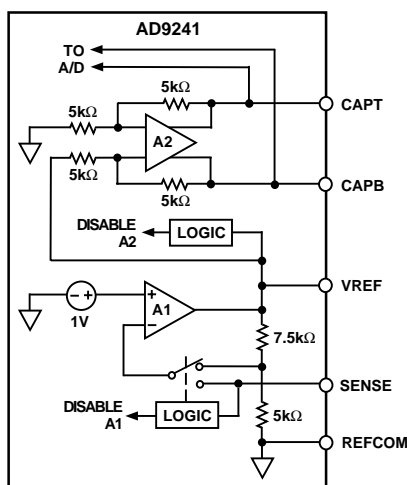 AD9241
TO
A/D
5kΩ
5kΩ
CAPT
A2
5kΩ
5kΩ
CAPB
DISABLE
A2
LOGIC
VREF
– +
1V
+
–
A1
7.5kΩ
SENSE
DISABLE
A1
LOGIC
5kΩ
REFCOM